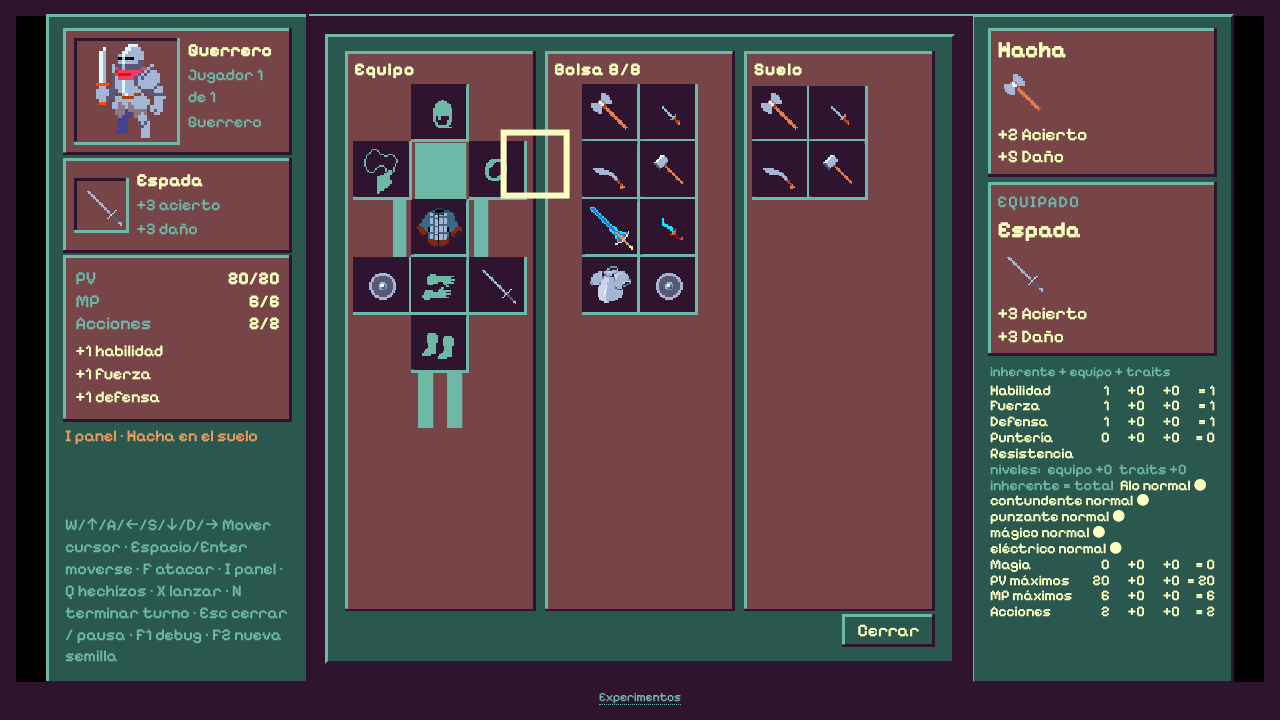 Guerrero
Jugador 1
de 1
Guerrero
Espada
+3 acierto
+3 daño
PV 20/20
MP 6/6
Acciones 2/2
+1 habilidad
+1 fuerza
+1 defensa
I panel · Hacha en el suelo
W/↑/A/←/S/↓/D/→ Mover
cursor · Espacio/Enter
moverse · F atacar · I panel ·
Q hechizos · X lanzar · N
terminar turno · Esc cerrar
/ pausa · F1 debug · F2 nueva
semilla
Equipo
Bolsa 8/8
Suelo
Cerrar
Hacha
+2 Acierto
+5 Daño
EQUIPADO
Espada
+3 Acierto
+3 Daño
inherente + equipo + traits
Habilidad 1 +0 +0 = 1
Fuerza 1 +0 +0 = 1
Defensa 1 +0 +0 = 1
Puntería 0 +0 +0 = 0
Resistencia
niveles: equipo +0 traits +0
inherente = total filo normal
contundente normal
punzante normal
mágico normal
eléctrico normal
Magia 0 +0 +0 = 0
PV máximos 20 +0 +0 = 20
MP máximos 6 +0 +0 = 6
Acciones 2 +0 +0 = 2
Experimentos